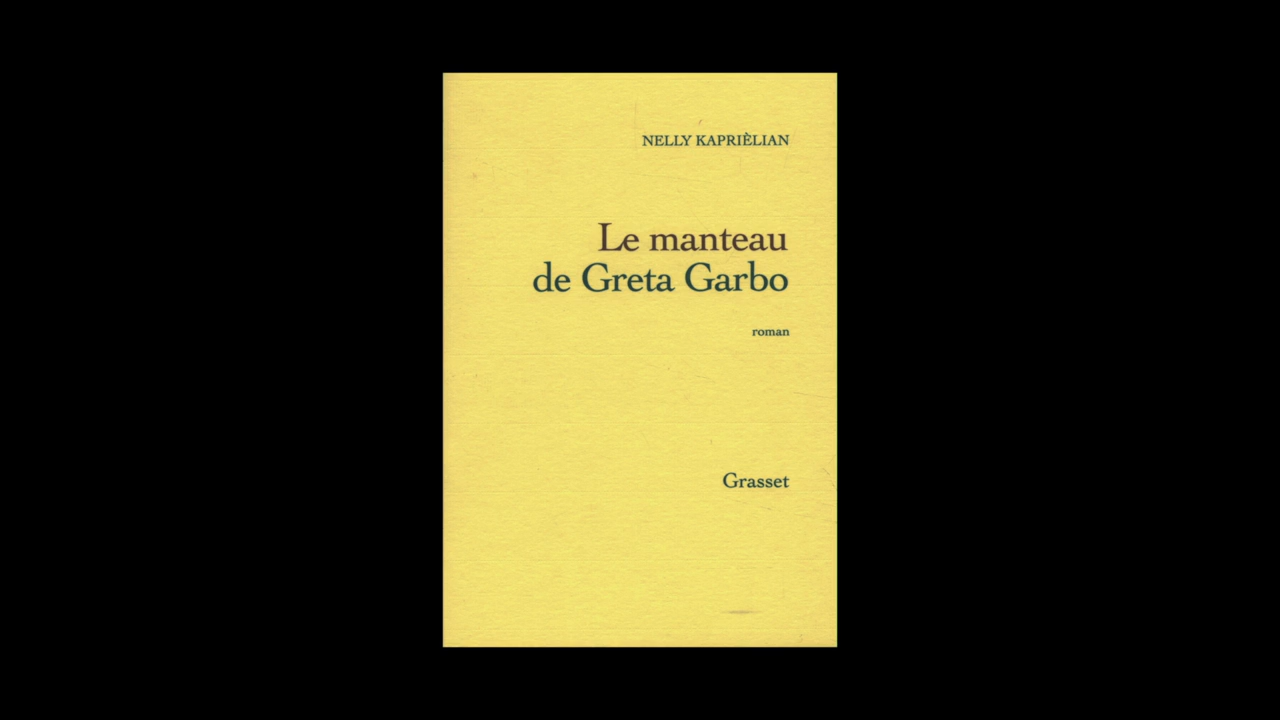 NELLY KAPRIÈLIAN
Le manteau
de Greta Garbo
roman
Grasset